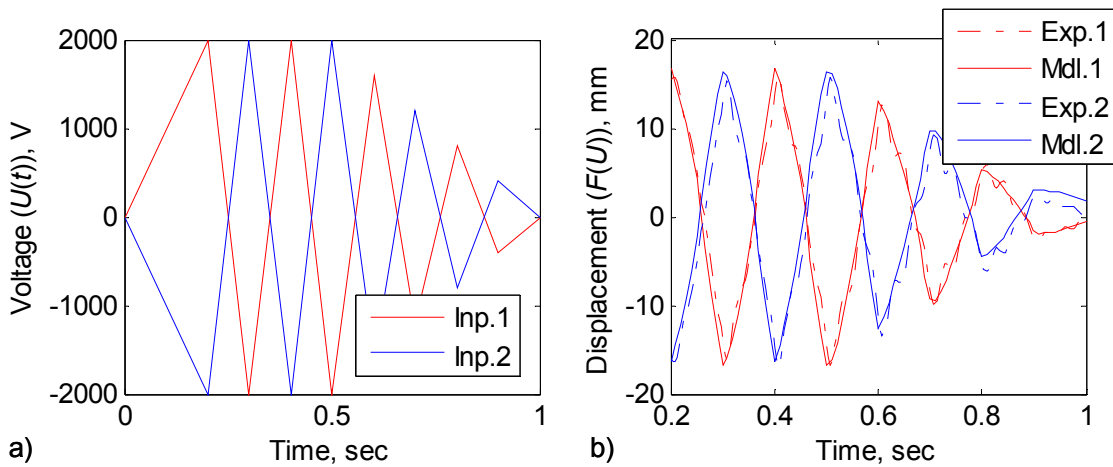 2000
1000
0
-1000
-2000
Voltage (U(t)), V
0
0.5
1
Time, sec
Inp.1
Inp.2
a)
20
10
0
-10
-20
Displacement (F(U)), mm
0.2
0.4
0.6
0.8
1
Time, sec
Exp.1
Mdl.1
Exp.2
Mdl.2
b)